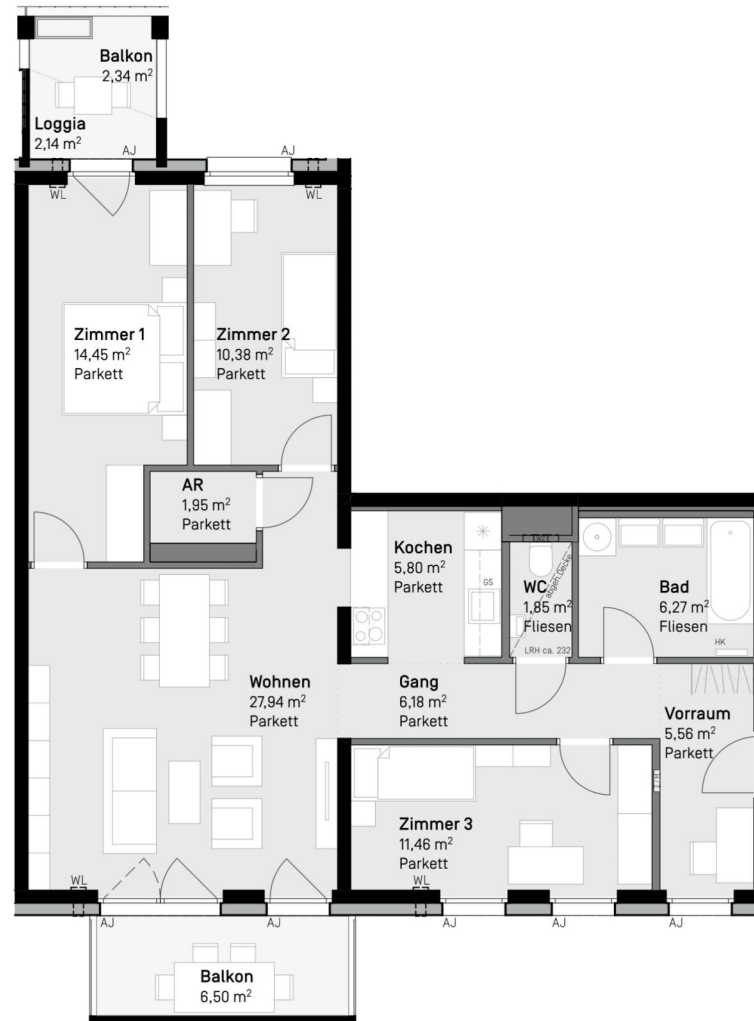 Balkon
2,34 m²
Loggia
2,14 m²
AJ
AJ
WL
WL
Zimmer 1
14,45 m²
Parkett
Zimmer 2
10,38 m²
Parkett
AR
1,95 m²
Parkett
Kochen
5,80 m²
Parkett
GS
WC
1,85 m²
Fliesen
abgeh.Decke
LRH ca. 232
Bad
6,27 m²
Fliesen
HK
Wohnen
27,94 m²
Parkett
Gang
6,18 m²
Parkett
Vorraum
5,56 m²
Parkett
Zimmer 3
11,46 m²
Parkett
WL
WL
AJ
AJ
AJ
AJ
AJ
Balkon
6,50 m²